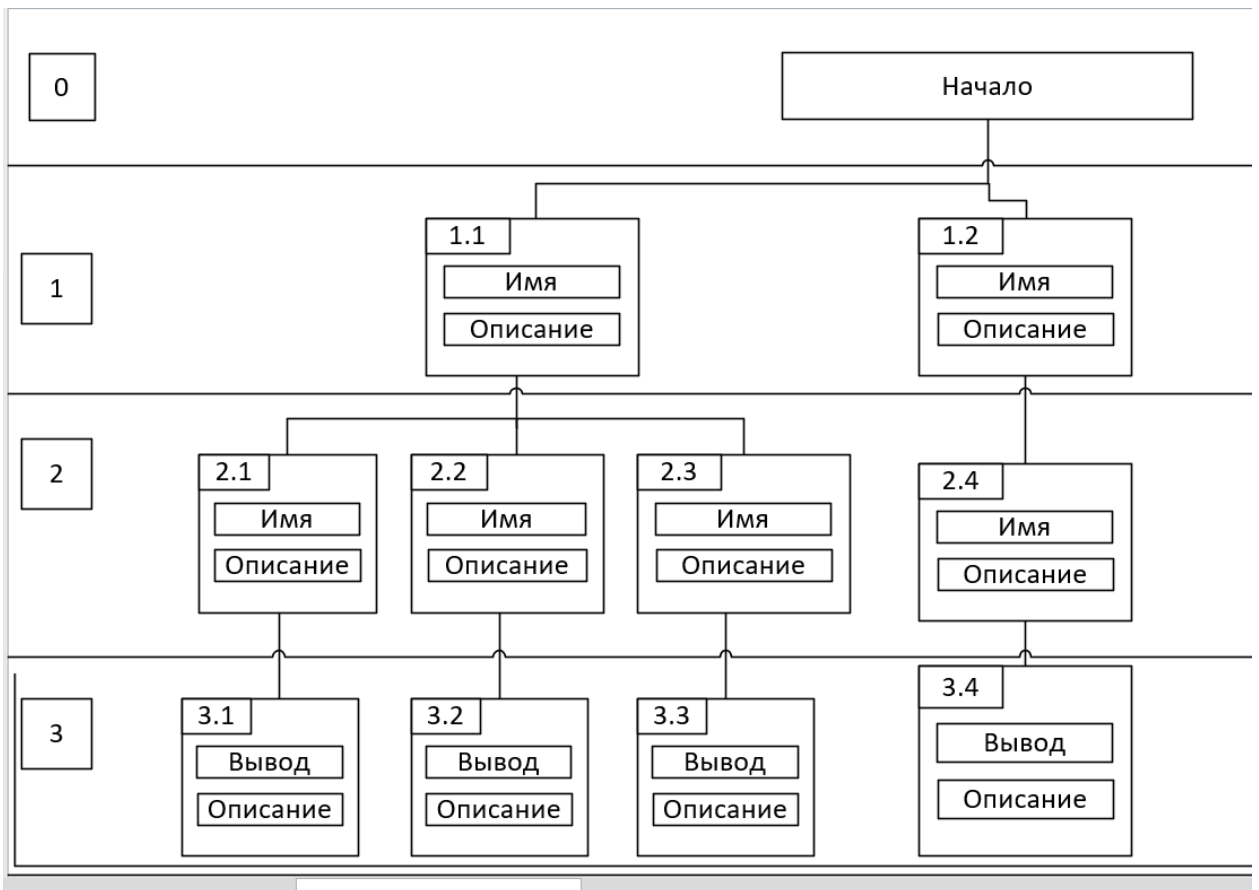 0
Начало
1
1.1
Имя
Описание
1.2
Имя
Описание
2
2.1
Имя
Описание
2.2
Имя
Описание
2.3
Имя
Описание
2.4
Имя
Описание
3
3.1
Вывод
Описание
3.2
Вывод
Описание
3.3
Вывод
Описание
3.4
Вывод
Описание